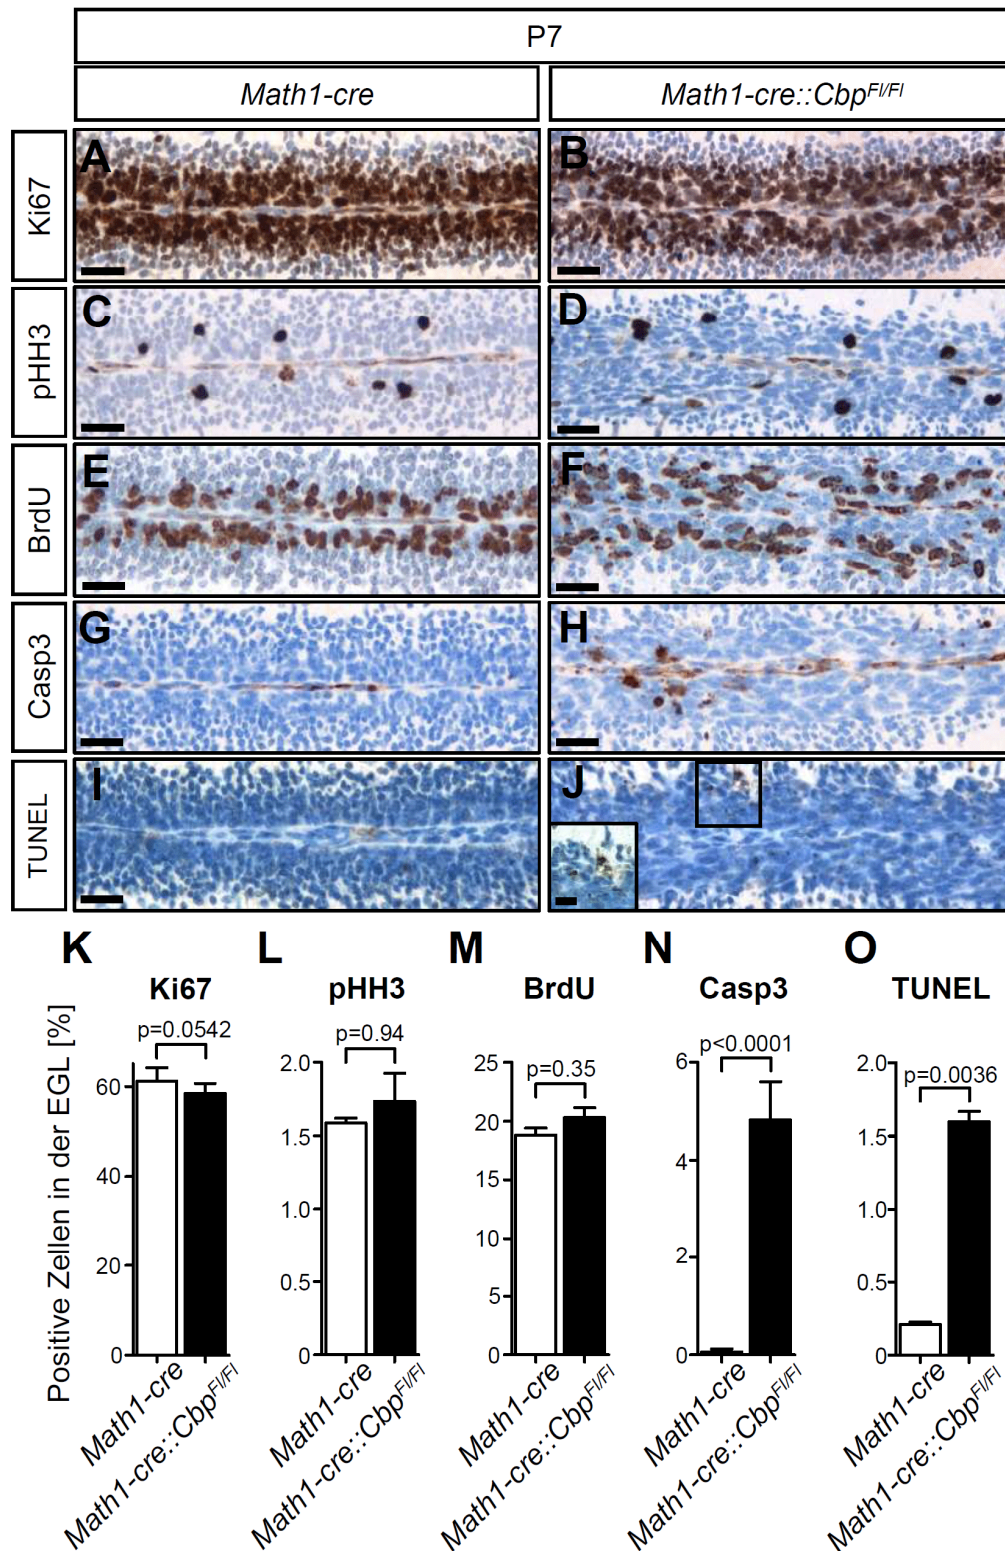 P7
Math1-cre
Math1-cre::Cbp^Fl/Fl
Ki67
A
B
pHH3
C
D
BrdU
E
F
Casp3
G
H
TUNEL
I
J
K
L
M
N
O
Ki67
pHH3
BrdU
Casp3
TUNEL
Positive Zellen in der EGL [%]
p=0.0542
60
40
20
0
p=0.94
2.0
1.5
1.0
0.5
0
p=0.35
25
20
15
10
5
0
p<0.0001
6
4
2
0
p=0.0036
2.0
1.5
1.0
0.5
0
Math1-cre
Math1-cre::Cbp^Fl/Fl
Math1-cre
Math1-cre::Cbp^Fl/Fl
Math1-cre
Math1-cre::Cbp^Fl/Fl
Math1-cre
Math1-cre::Cbp^Fl/Fl
Math1-cre
Math1-cre::Cbp^Fl/Fl